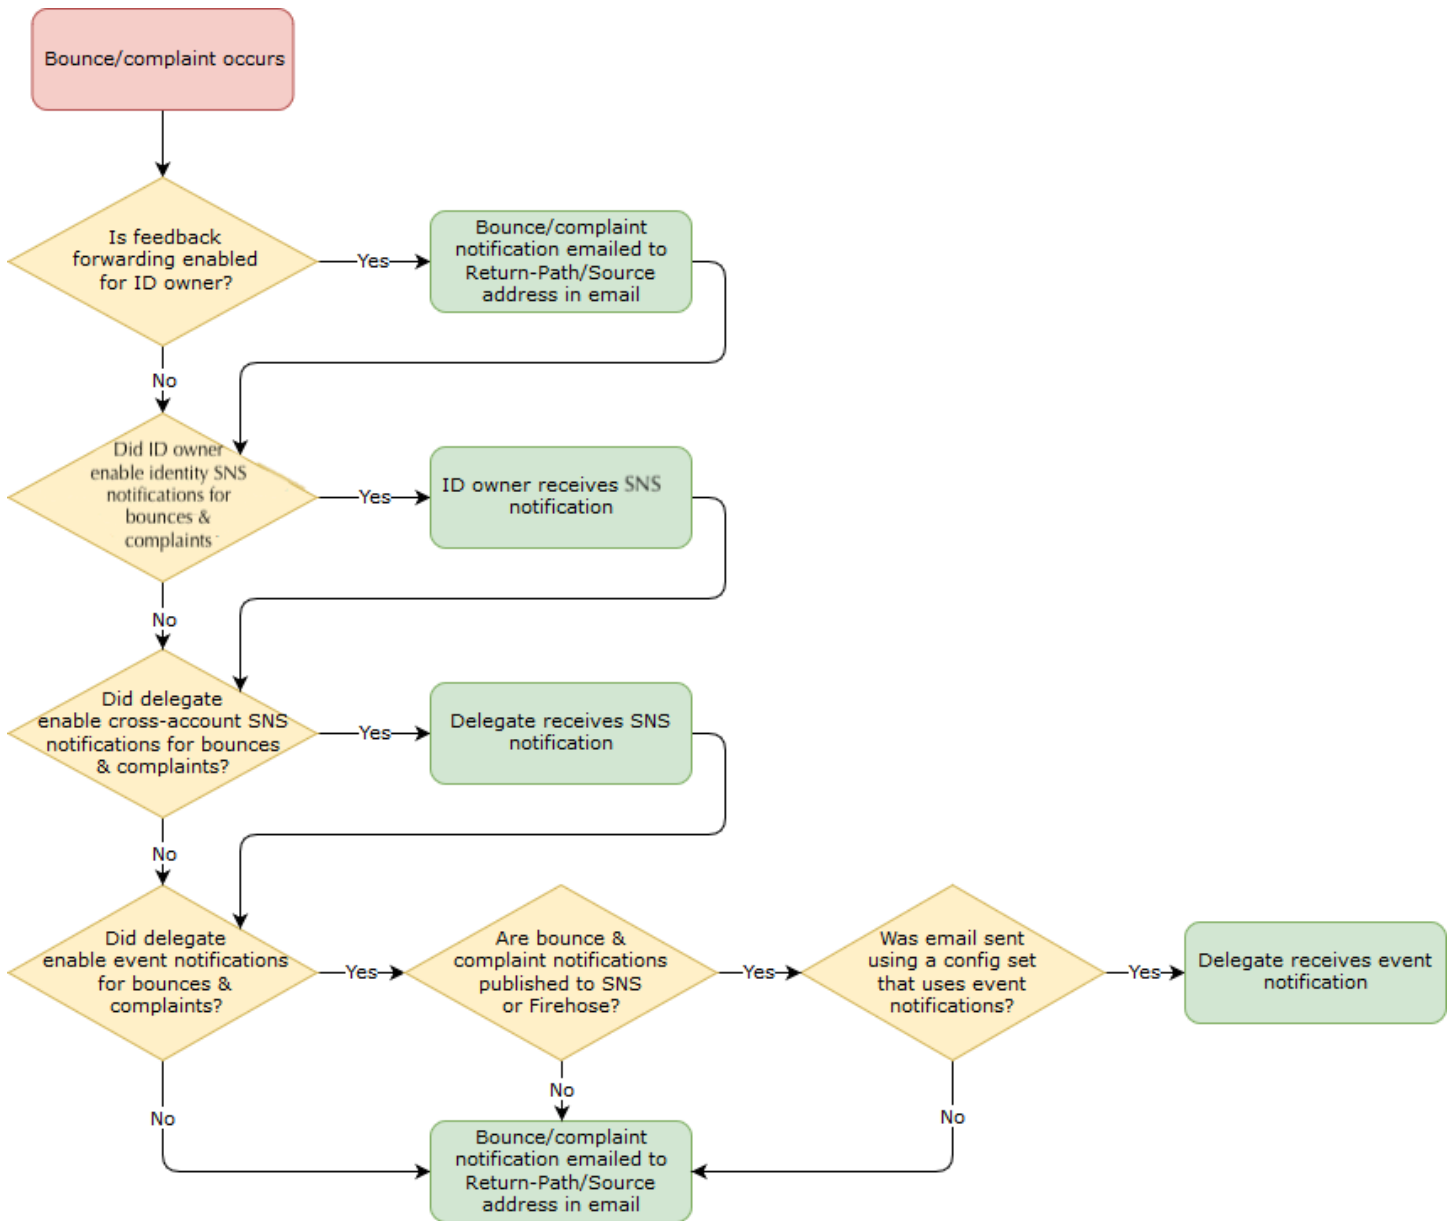 Bounce/complaint occurs
Is feedback
forwarding enabled
for ID owner?
Yes
Bounce/complaint
notification emailed to
Return-Path/Source
address in email
No
Did ID owner
enable identity SNS
notifications for
bounces &
complaints
Yes
ID owner receives SNS
notification
No
Did delegate
enable cross-account SNS
notifications for bounces
& complaints?
Yes
Delegate receives SNS
notification
No
Did delegate
enable event notifications
for bounces &
complaints?
Yes
Are bounce &
complaint notifications
published to SNS
or Firehose?
Yes
Was email sent
using a config set
that uses event
notifications?
Yes
Delegate receives event
notification
No
No
No
Bounce/complaint
notification emailed to
Return-Path/Source
address in email